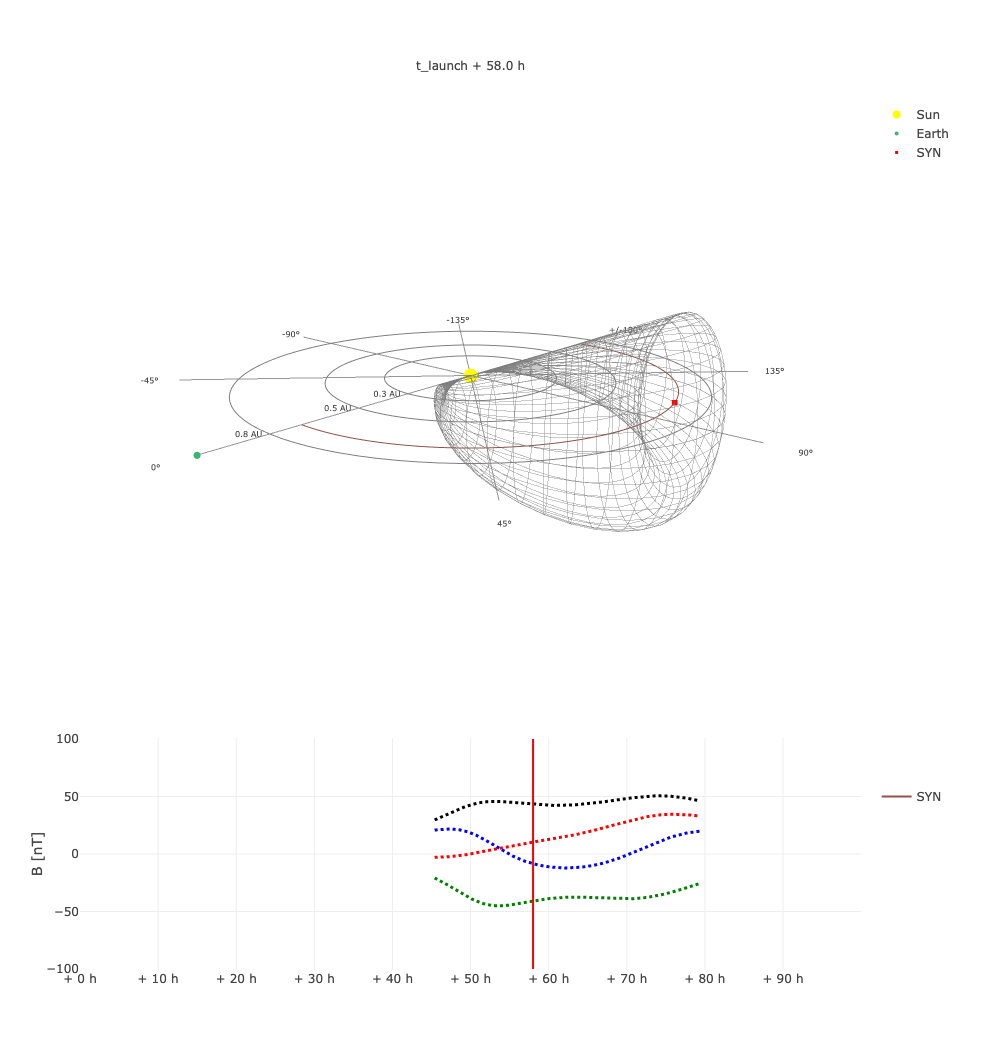 t_launch + 58.0 h
Sun
Earth
SYN
-135°
-90°
+/-180°
135°
-45°
0.3 AU
0.5 AU
0.8 AU
90°
0°
45°
100
50
0
−50
−100
B [nT]
SYN
+ 0 h
+ 10 h
+ 20 h
+ 30 h
+ 40 h
+ 50 h
+ 60 h
+ 70 h
+ 80 h
+ 90 h